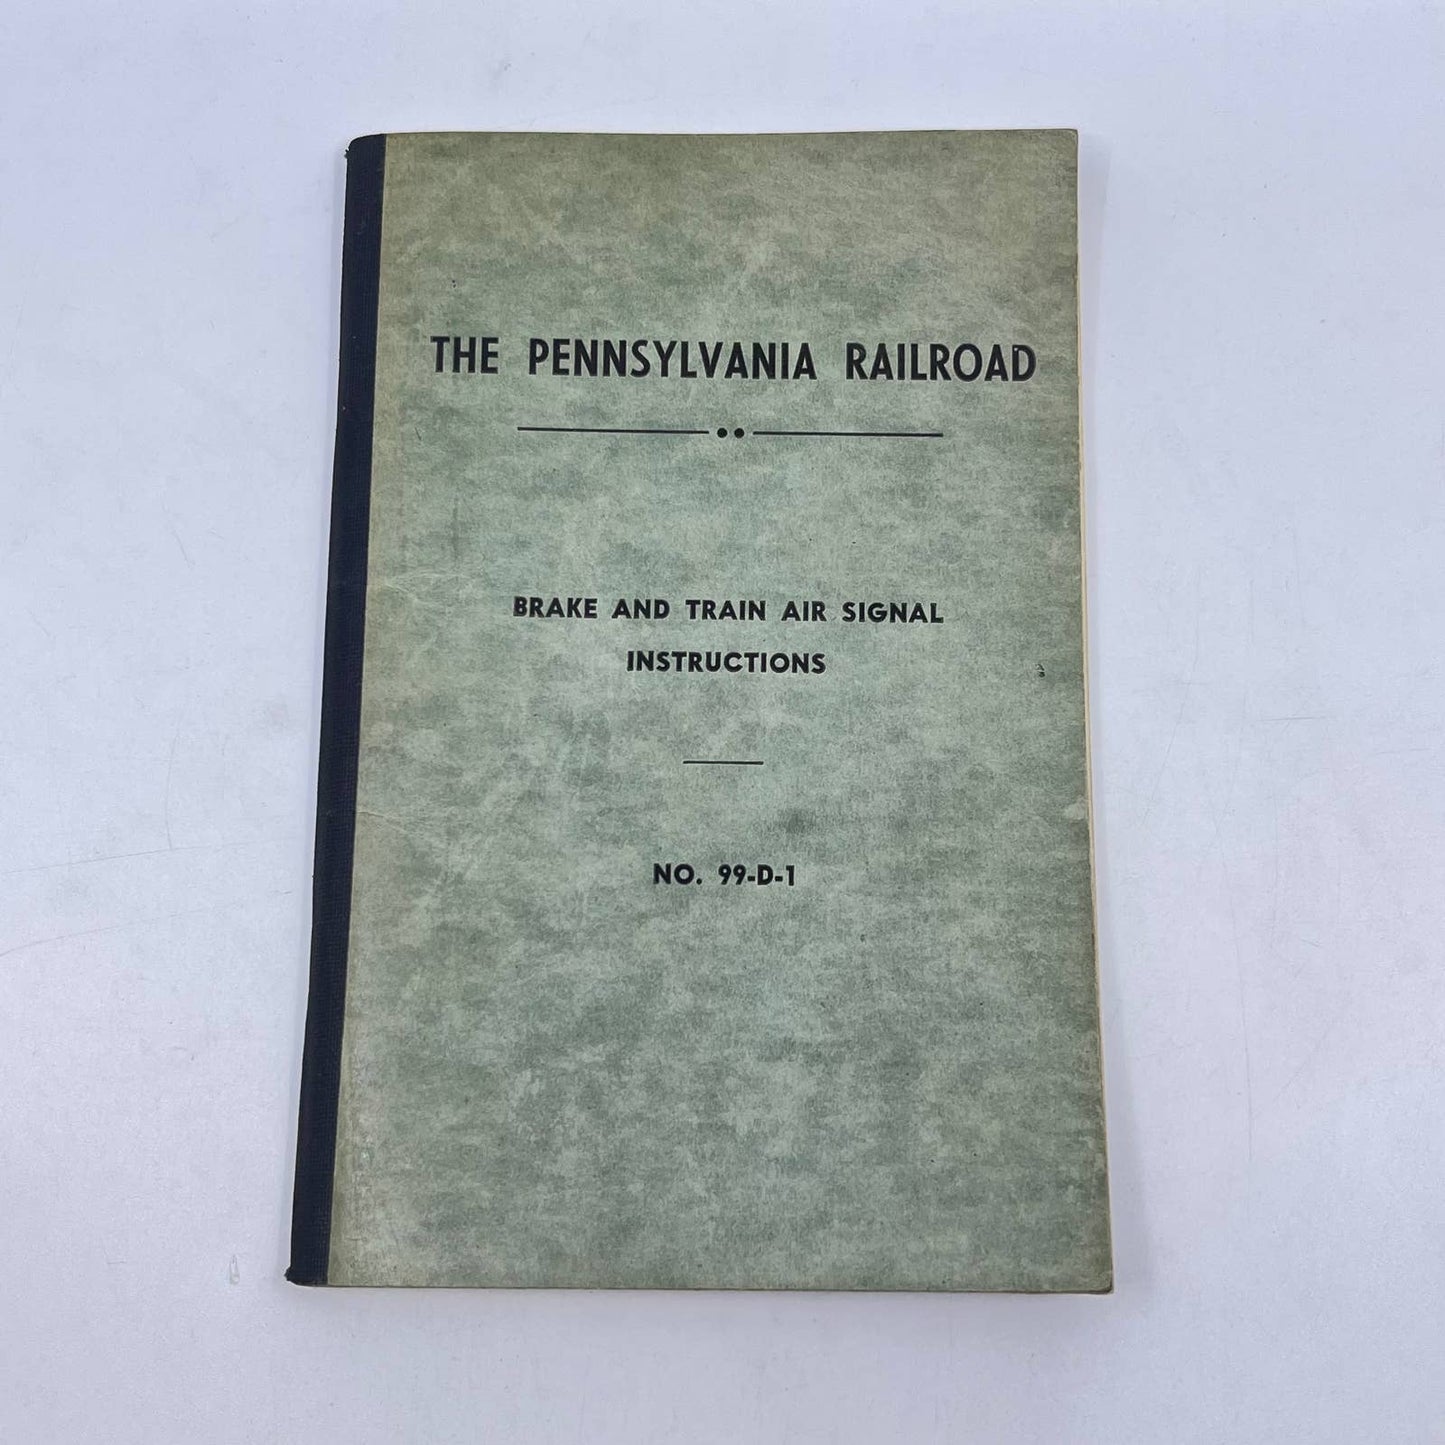 THE PENNSYLVANIA RAILROAD
BRAKE AND TRAIN AIR SIGNAL
INSTRUCTIONS
NO. 99-D-1